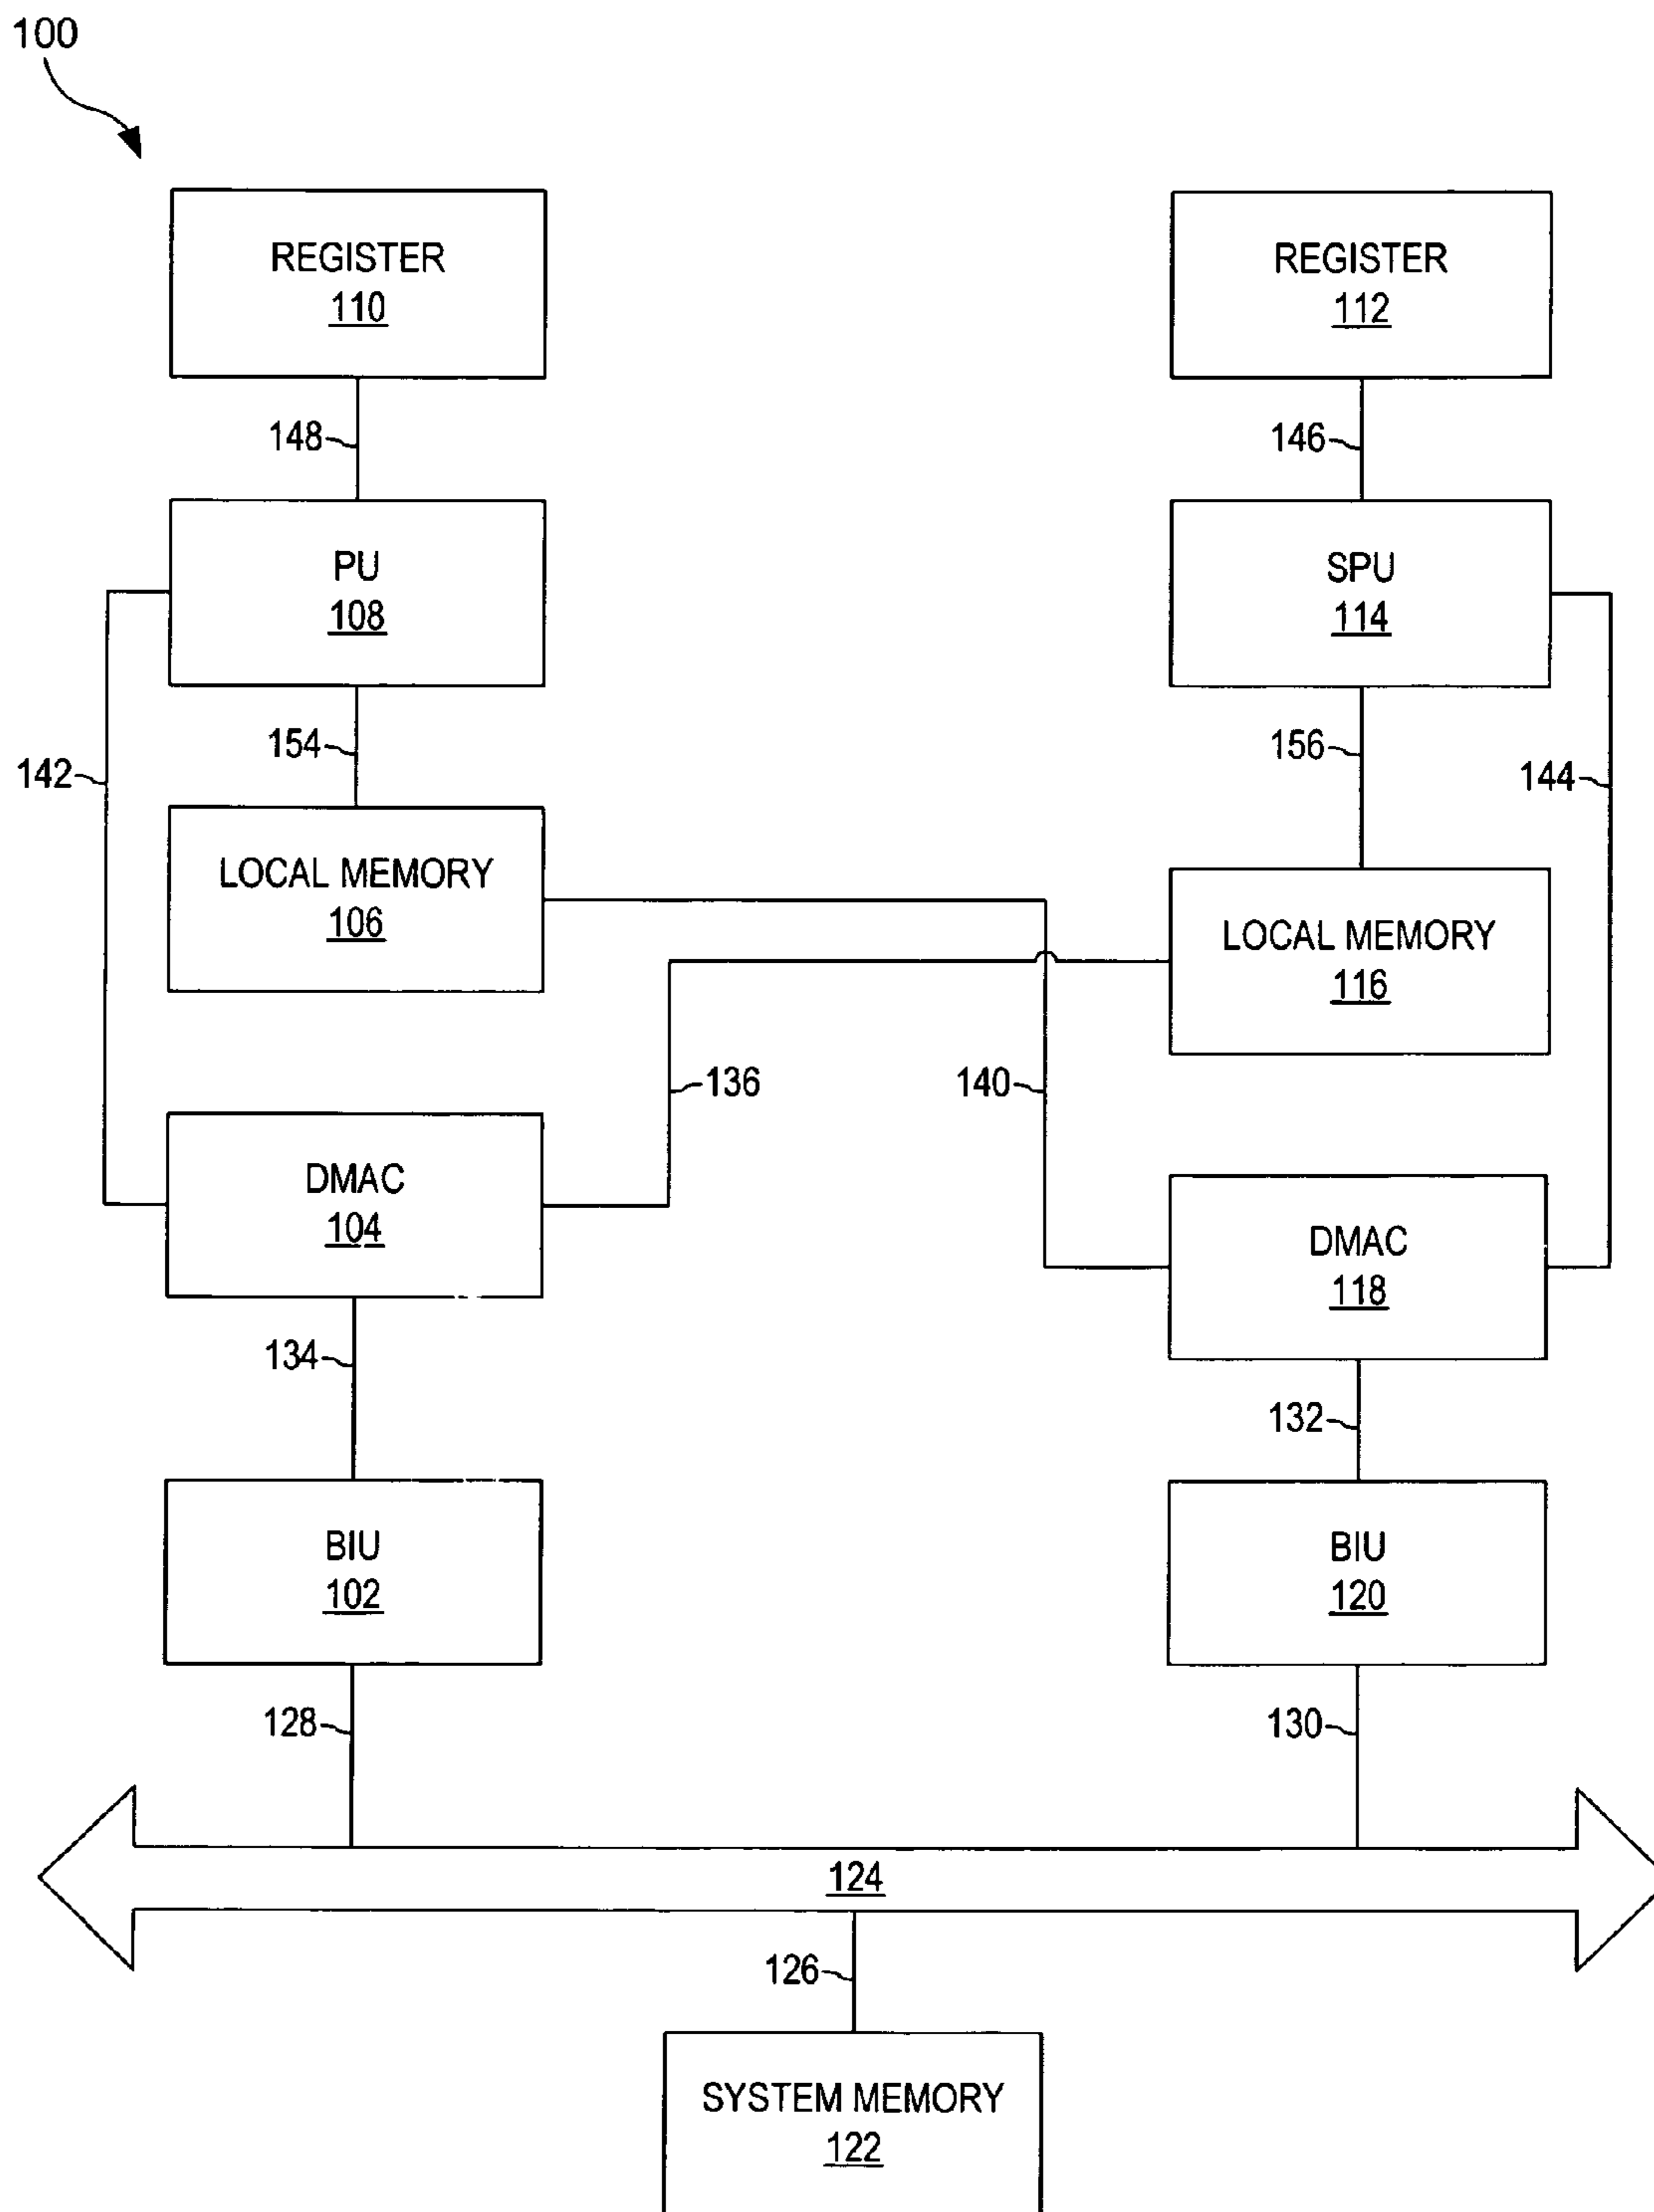 100
REGISTER
110
REGISTER
112
148
146
PU
108
SPU
114
142
154
156
144
LOCAL MEMORY
106
LOCAL MEMORY
116
136
140
DMAC
104
DMAC
118
134
132
BIU
102
BIU
120
128
130
124
126
SYSTEM MEMORY
122